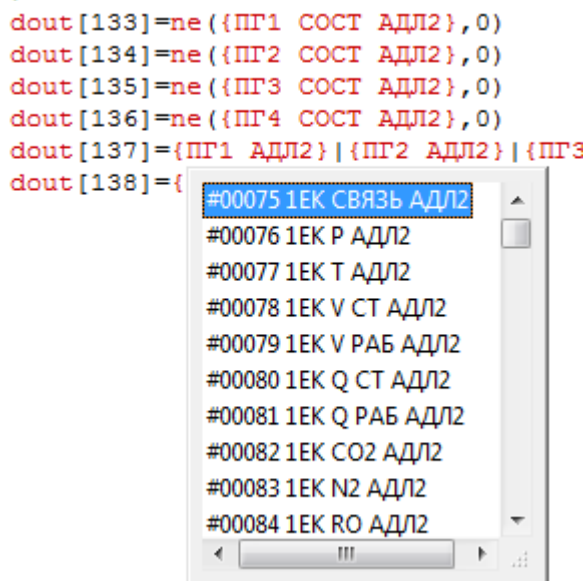 dout[133]=ne({ПГ1 СОСТ АДЛ2},0)
dout[134]=ne({ПГ2 СОСТ АДЛ2},0)
dout[135]=ne({ПГ3 СОСТ АДЛ2},0)
dout[136]=ne({ПГ4 СОСТ АДЛ2},0)
dout[137]={ПГ1 АДЛ2}|{ПГ2 АДЛ2}|{ПГ3
dout[138]={
#00075 1ЕК СВЯЗЬ АДЛ2
#00076 1ЕК P АДЛ2
#00077 1ЕК T АДЛ2
#00078 1ЕК V СТ АДЛ2
#00079 1ЕК V РАБ АДЛ2
#00080 1ЕК Q СТ АДЛ2
#00081 1ЕК Q РАБ АДЛ2
#00082 1ЕК CO2 АДЛ2
#00083 1ЕК N2 АДЛ2
#00084 1ЕК RO АДЛ2